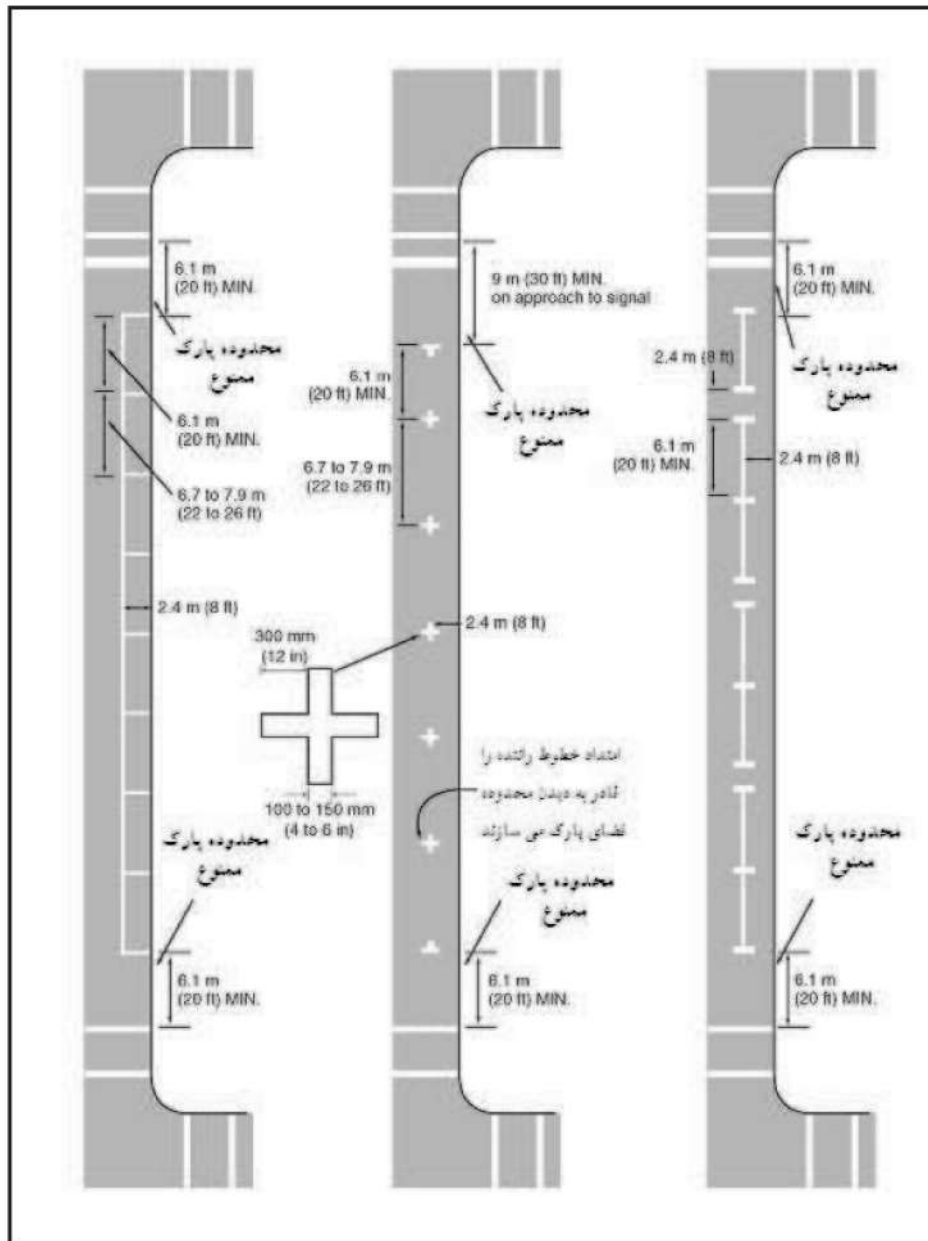 6.1 m
(20 ft) MIN.
محدوده پارک
ممنوع
6.1 m
(20 ft) MIN.
6.7 to 7.9 m
(22 to 26 ft)
2.4 m (8 ft)
محدوده پارک
ممنوع
6.1 m
(20 ft) MIN.
9 m (30 ft) MIN.
on approach to signal
6.1 m
(20 ft) MIN.
محدوده پارک
ممنوع
6.7 to 7.9 m
(22 to 26 ft)
2.4 m (8 ft)
300 mm
(12 in)
100 to 150 mm
(4 to 6 in)
امتداد خطوط راننده را
قادر به دیدن محدوده
فضای پارک می سازند
محدوده پارک
ممنوع
6.1 m
(20 ft) MIN.
6.1 m
(20 ft) MIN.
2.4 m (8 ft)
محدوده پارک
ممنوع
6.1 m
(20 ft) MIN.
2.4 m (8 ft)
محدوده پارک
ممنوع
6.1 m
(20 ft) MIN.